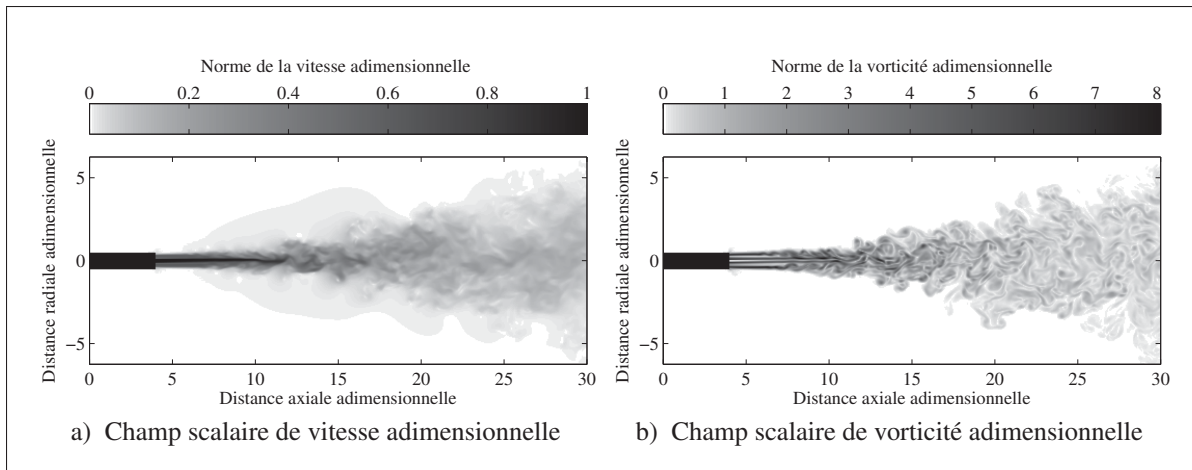 Norme de la vitesse adimensionnelle
0 0.2 0.4 0.6 0.8 1
Distance radiale adimensionnelle
5
0
−5
0 5 10 15 20 25 30
Distance axiale adimensionnelle
a) Champ scalaire de vitesse adimensionnelle
Norme de la vorticité adimensionnelle
0 1 2 3 4 5 6 7 8
Distance radiale adimensionnelle
5
0
−5
0 5 10 15 20 25 30
Distance axiale adimensionnelle
b) Champ scalaire de vorticité adimensionnelle